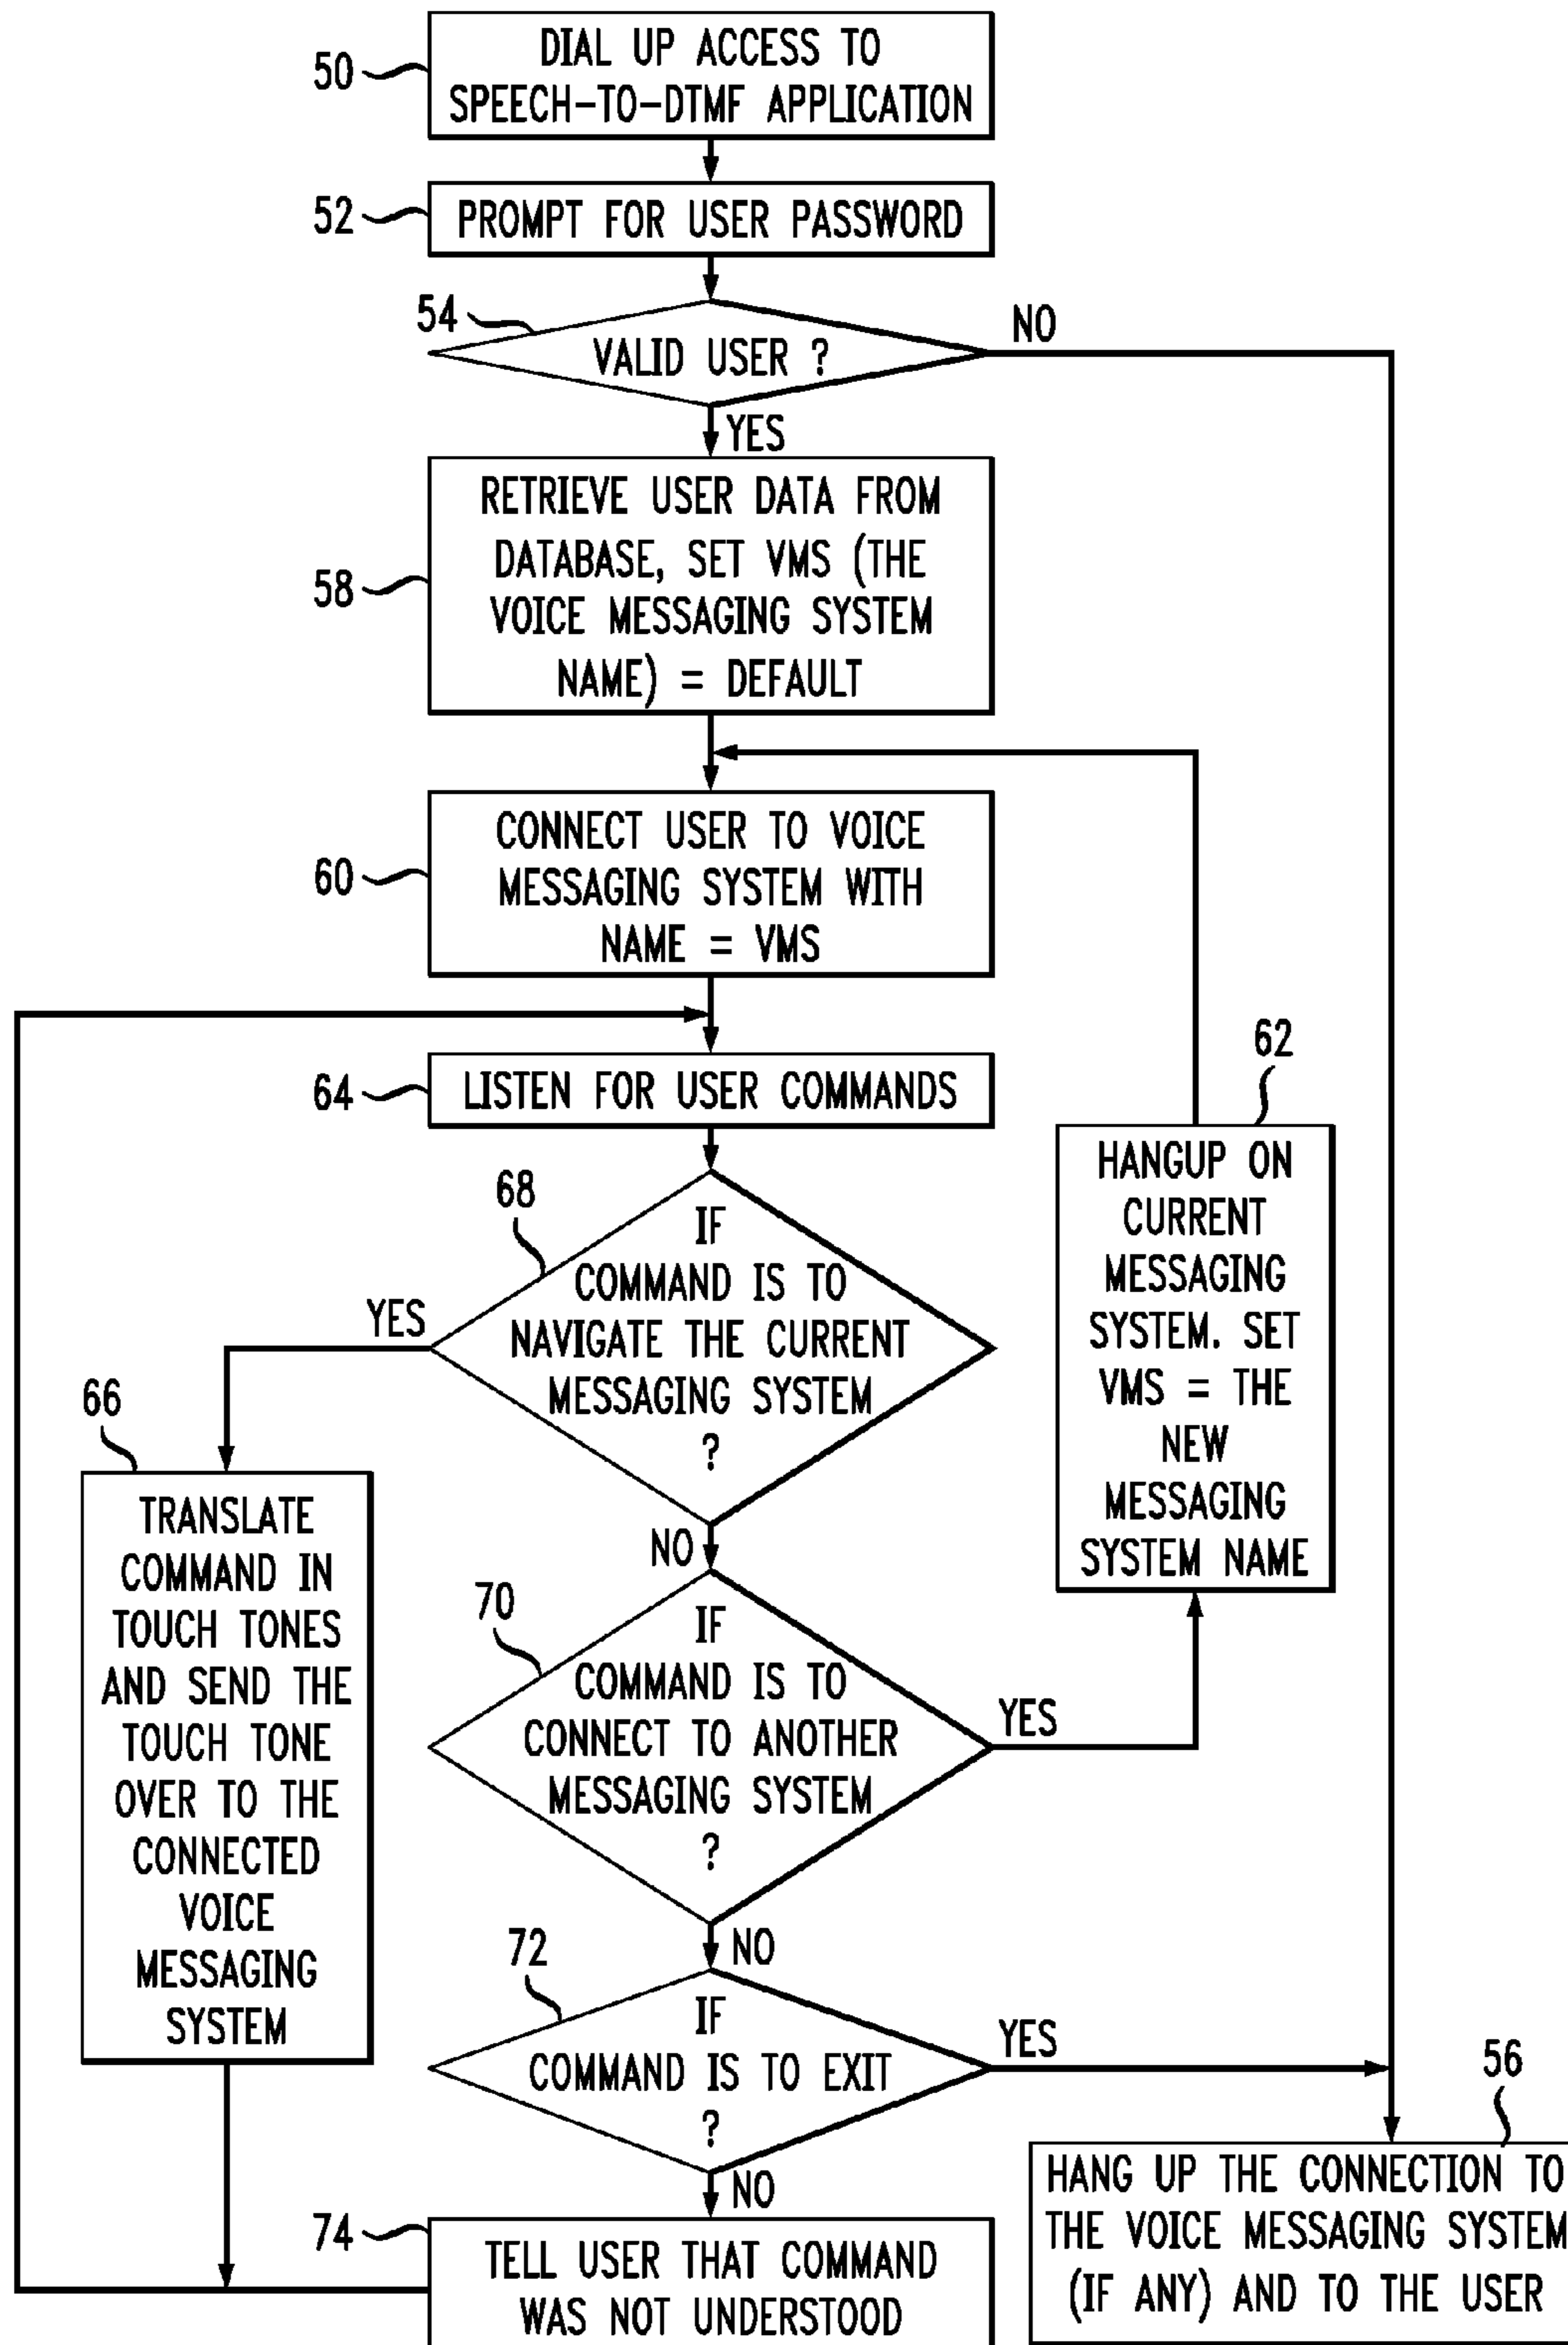 50
DIAL UP ACCESS TO
SPEECH-TO-DTMF APPLICATION
52
PROMPT FOR USER PASSWORD
54
VALID USER ?
NO
YES
58
RETRIEVE USER DATA FROM
DATABASE, SET VMS (THE
VOICE MESSAGING SYSTEM
NAME) = DEFAULT
60
CONNECT USER TO VOICE
MESSAGING SYSTEM WITH
NAME = VMS
64
LISTEN FOR USER COMMANDS
62
HANGUP ON
CURRENT
MESSAGING
SYSTEM. SET
VMS = THE
NEW
MESSAGING
SYSTEM NAME
68
IF
COMMAND IS TO
NAVIGATE THE CURRENT
MESSAGING SYSTEM
?
YES
NO
66
TRANSLATE
COMMAND IN
TOUCH TONES
AND SEND THE
TOUCH TONE
OVER TO THE
CONNECTED
VOICE
MESSAGING
SYSTEM
70
IF
COMMAND IS TO
CONNECT TO ANOTHER
MESSAGING SYSTEM
?
YES
NO
72
IF
COMMAND IS TO EXIT
?
YES
NO
56
HANG UP THE CONNECTION TO
THE VOICE MESSAGING SYSTEM
(IF ANY) AND TO THE USER
74
TELL USER THAT COMMAND
WAS NOT UNDERSTOOD